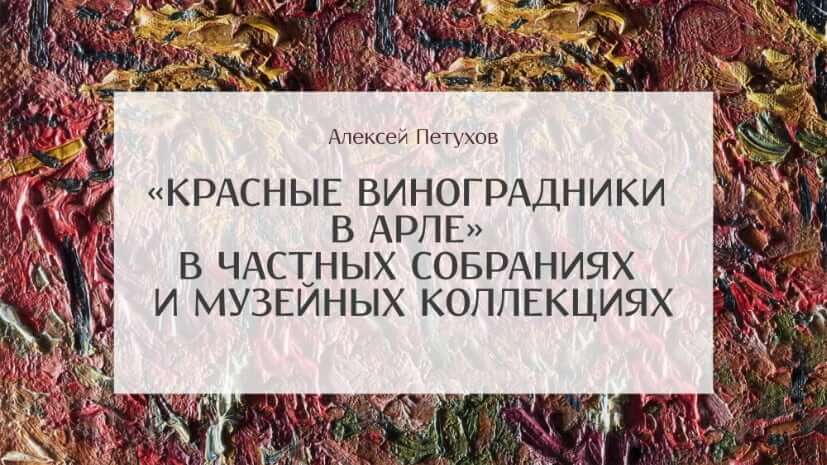 Алексей Петухов
«КРАСНЫЕ ВИНОГРАДНИКИ
В АРЛЕ»
В ЧАСТНЫХ СОБРАНИЯХ
И МУЗЕЙНЫХ КОЛЛЕКЦИЯХ